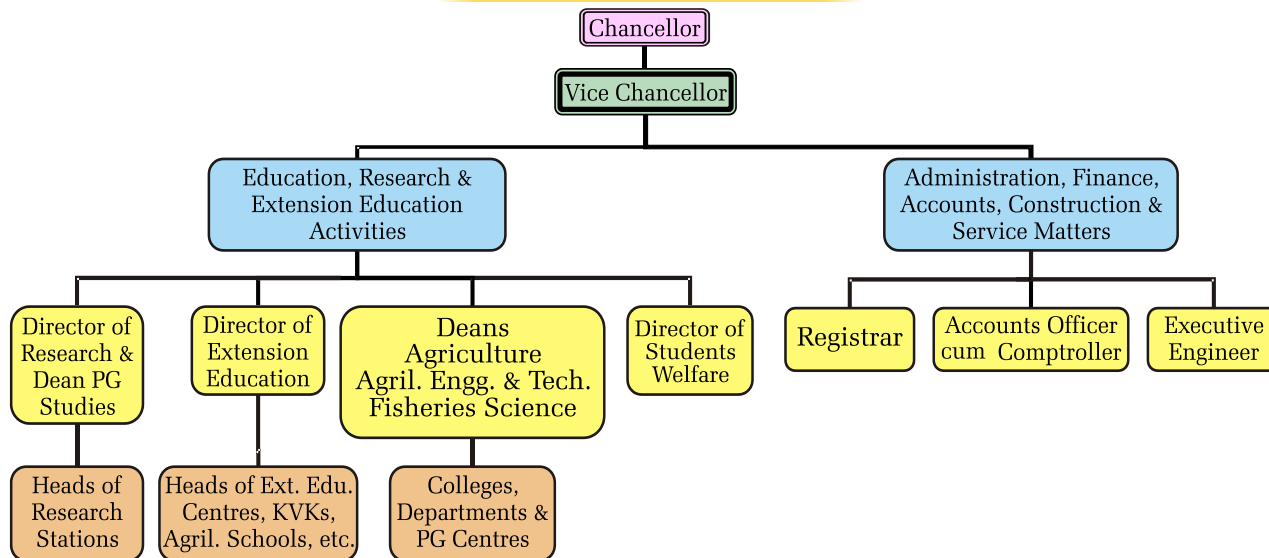 Chancellor
Vice Chancellor
Education, Research &
Extension Education
Activities
Administration, Finance,
Accounts, Construction &
Service Matters
Director of
Research &
Dean PG
Studies
Director of
Extension
Education
Deans
Agriculture
Agril. Engg. & Tech.
Fisheries Science
Director of
Students
Welfare
Registrar
Accounts Officer
cum Comptroller
Executive
Engineer
Heads of
Research
Stations
Heads of Ext. Edu.
Centres, KVKs,
Agril. Schools, etc.
Colleges,
Departments &
PG Centres